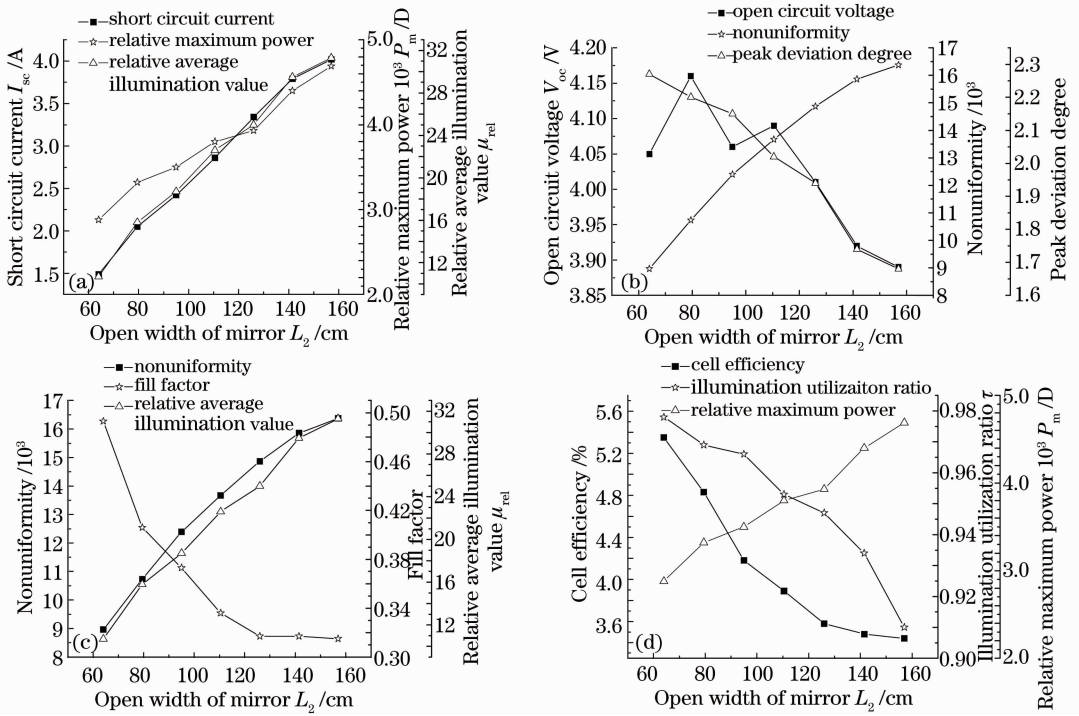 short circuit current
relative maximum power
relative average
illumination value
Short circuit current I_sc /A
4.0
3.5
3.0
2.5
2.0
1.5
(a)
60 80 100 120 140 160
Open width of mirror L_2 /cm
5.0
4.0
3.0
2.0
Relative maximum power 10³ P_m /D
32
28
24
20
16
12
Relative average illumination
value μ_rel
open circuit voltage
nonuniformity
peak deviation degree
Open circuit voltage V_oc /V
4.20
4.15
4.10
4.05
4.00
3.95
3.90
3.85
(b)
60 80 100 120 140 160
Open width of mirror L_2 /cm
17
16
15
14
13
12
11
10
9
8
Nonuniformity /10³
2.3
2.2
2.1
2.0
1.9
1.8
1.7
1.6
Peak deviation degree
nonuniformity
fill factor
relative average
illumination value
Nonuniformity /10³
17
16
15
14
13
12
11
10
9
8
(c)
60 80 100 120 140 160
Open width of mirror L_2 /cm
0.50
0.46
0.42
0.38
0.34
0.30
Fill factor
32
28
24
20
16
12
Relative average illumination
value μ_rel
cell efficiency
illumination utilizaiton ratio
relative maximum power
Cell efficiency /%
5.6
5.2
4.8
4.4
4.0
3.6
(d)
60 80 100 120 140 160
Open width of mirror L_2 /cm
0.98
0.96
0.94
0.92
0.90
Illumination utilization ratio τ
5.0
4.0
3.0
2.0
Relative maximum power 10³ P_m /D